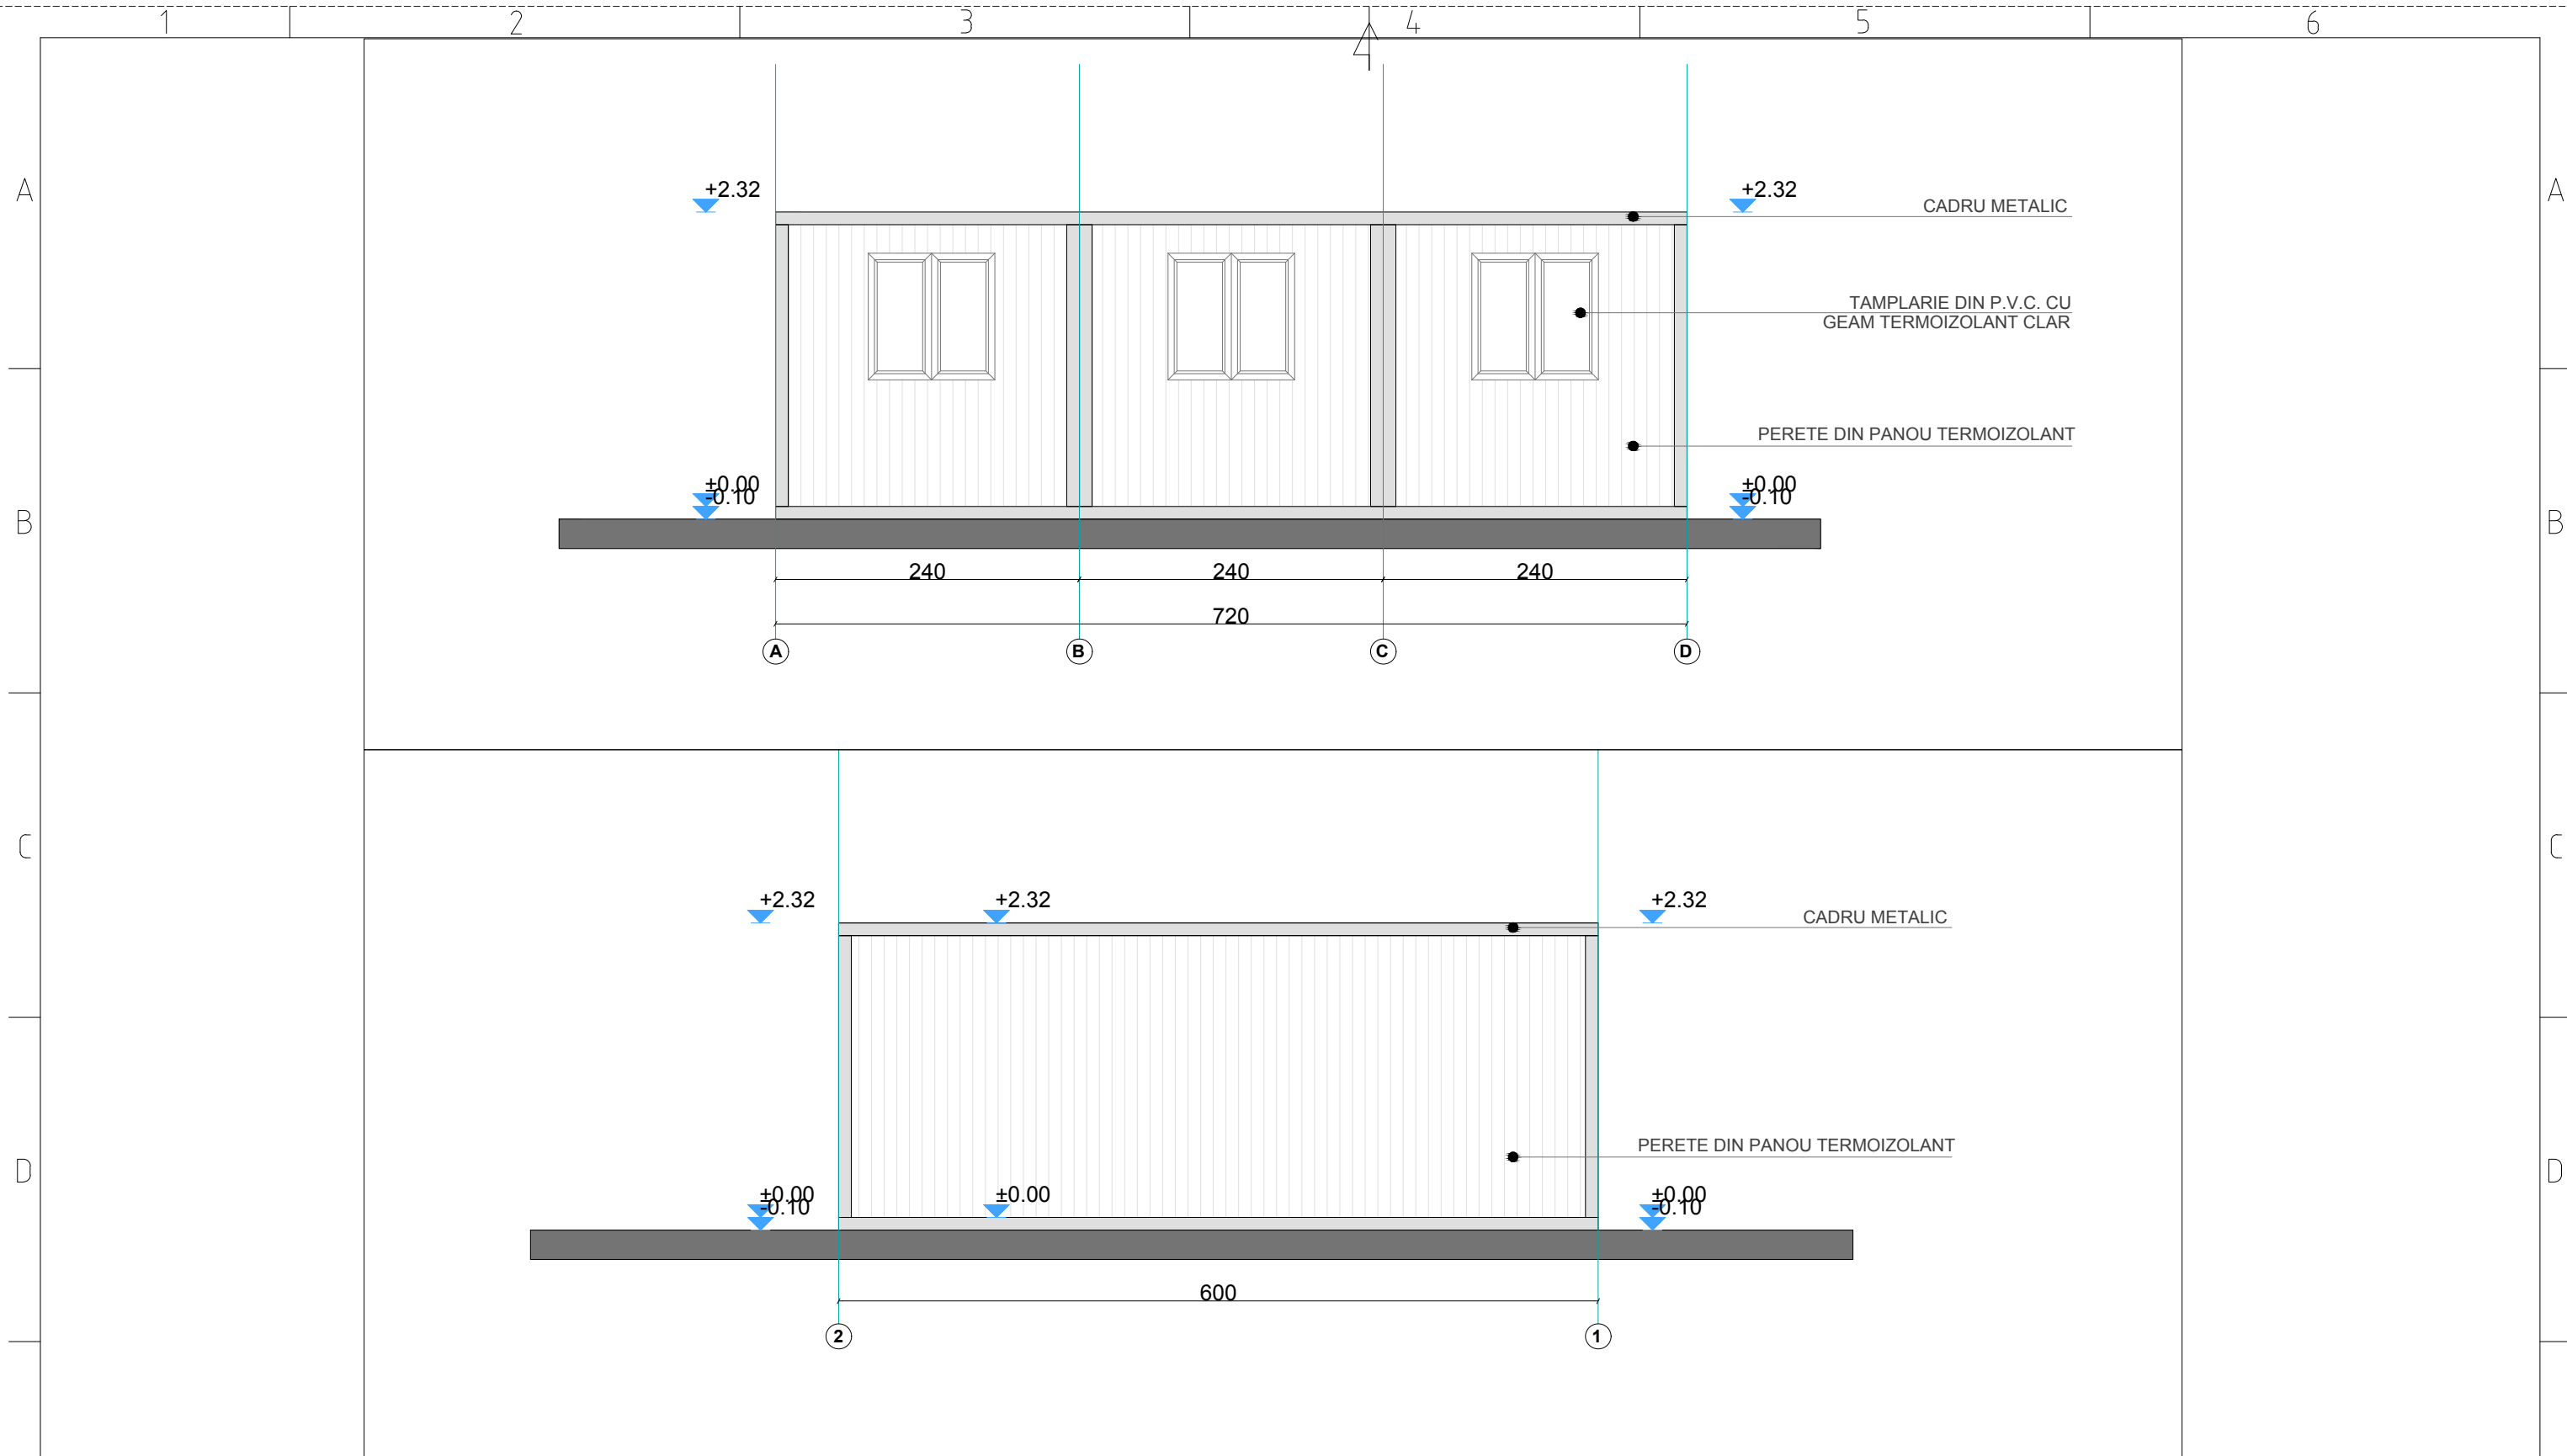 1 2 3 4 5 6
A A
+2.32 +2.32
CADRU METALIC
TAMPLARIE DIN P.V.C. CU
GEAM TERMOIZOLANT CLAR
PERETE DIN PANOU TERMOIZOLANT
±0.00 ±0.00
-0.10 -0.10
B B
240 240 240
720
A B C D
C C
+2.32 +2.32 +2.32
CADRU METALIC
PERETE DIN PANOU TERMOIZOLANT
D D
±0.00 ±0.00 ±0.00
-0.10 -0.10
600
2 1